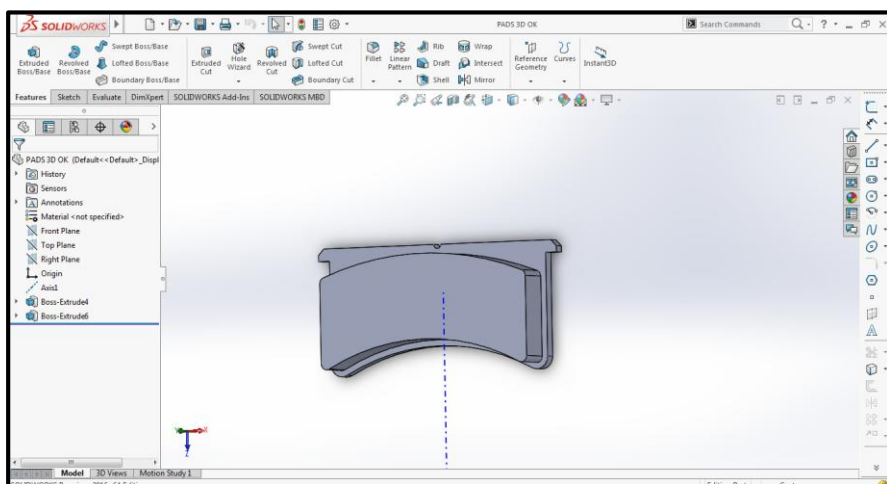 SOLIDWORKS
PADS 3D OK
Search Commands
Extruded Boss/Base
Revolved Boss/Base
Swept Boss/Base
Lofted Boss/Base
Boundary Boss/Base
Extruded Cut
Hole Wizard
Revolved Cut
Swept Cut
Lofted Cut
Boundary Cut
Fillet
Linear Pattern
Rib
Draft
Shell
Wrap
Intersect
Mirror
Reference Geometry
Curves
Instant3D
Features
Sketch
Evaluate
DimXpert
SOLIDWORKS Add-Ins
SOLIDWORKS MBD
PADS 3D OK (Default<<Default>_Displ
History
Sensors
Annotations
Material <not specified>
Front Plane
Top Plane
Right Plane
Origin
Axis1
Boss-Extrude4
Boss-Extrude6
Model
3D Views
Motion Study 1